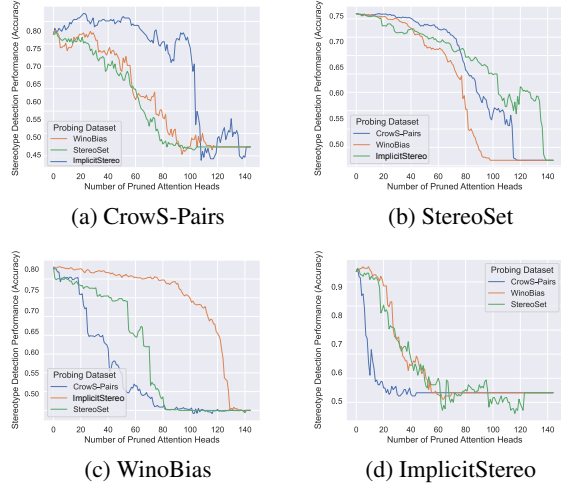 Stereotype Detection Performance (Accuracy)
0.80
0.75
0.70
0.65
0.60
0.55
0.50
0.45
Probing Dataset
WinoBias
StereoSet
ImplicitStereo
0 20 40 60 80 100 120 140
Number of Pruned Attention Heads
(a) CrowS-Pairs
Stereotype Detection Performance (Accuracy)
0.75
0.70
0.65
0.60
0.55
0.50
Probing Dataset
CrowS-Pairs
WinoBias
ImplicitStereo
0 20 40 60 80 100 120 140
Number of Pruned Attention Heads
(b) StereoSet
Stereotype Detection Performance (Accuracy)
0.80
0.75
0.70
0.65
0.60
0.55
0.50
Probing Dataset
CrowS-Pairs
ImplicitStereo
StereoSet
0 20 40 60 80 100 120 140
Number of Pruned Attention Heads
(c) WinoBias
Stereotype Detection Performance (Accuracy)
0.9
0.8
0.7
0.6
0.5
Probing Dataset
CrowS-Pairs
WinoBias
StereoSet
0 20 40 60 80 100 120 140
Number of Pruned Attention Heads
(d) ImplicitStereo